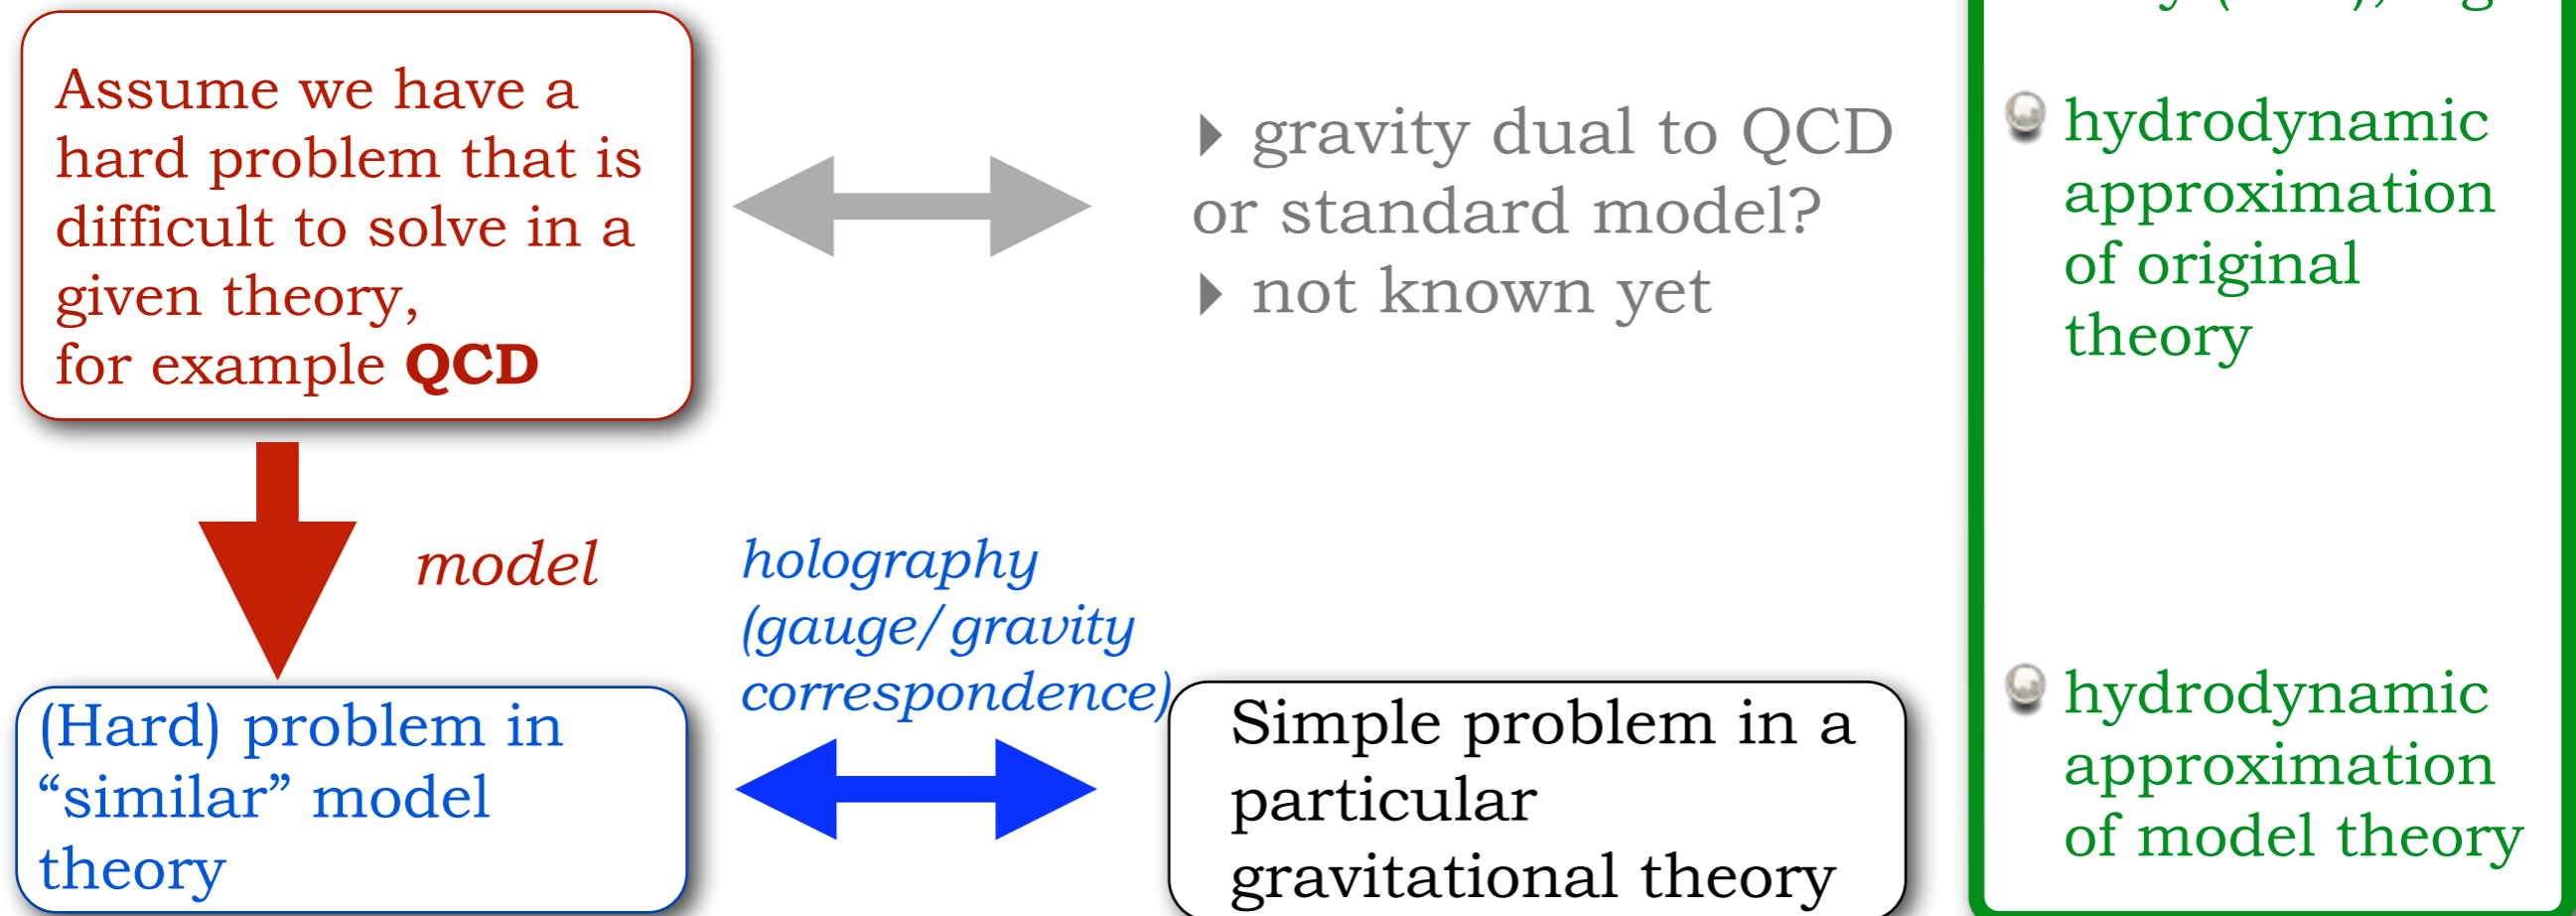 Assume we have a
hard problem that is
difficult to solve in a
given theory,
for example QCD
▸ gravity dual to QCD
or standard model?
▸ not known yet
model
holography
(gauge/gravity
correspondence)
(Hard) problem in
“similar” model
theory
Simple problem in a
particular
gravitational theory
hydrodynamic
approximation
of original
theory
hydrodynamic
approximation
of model theory